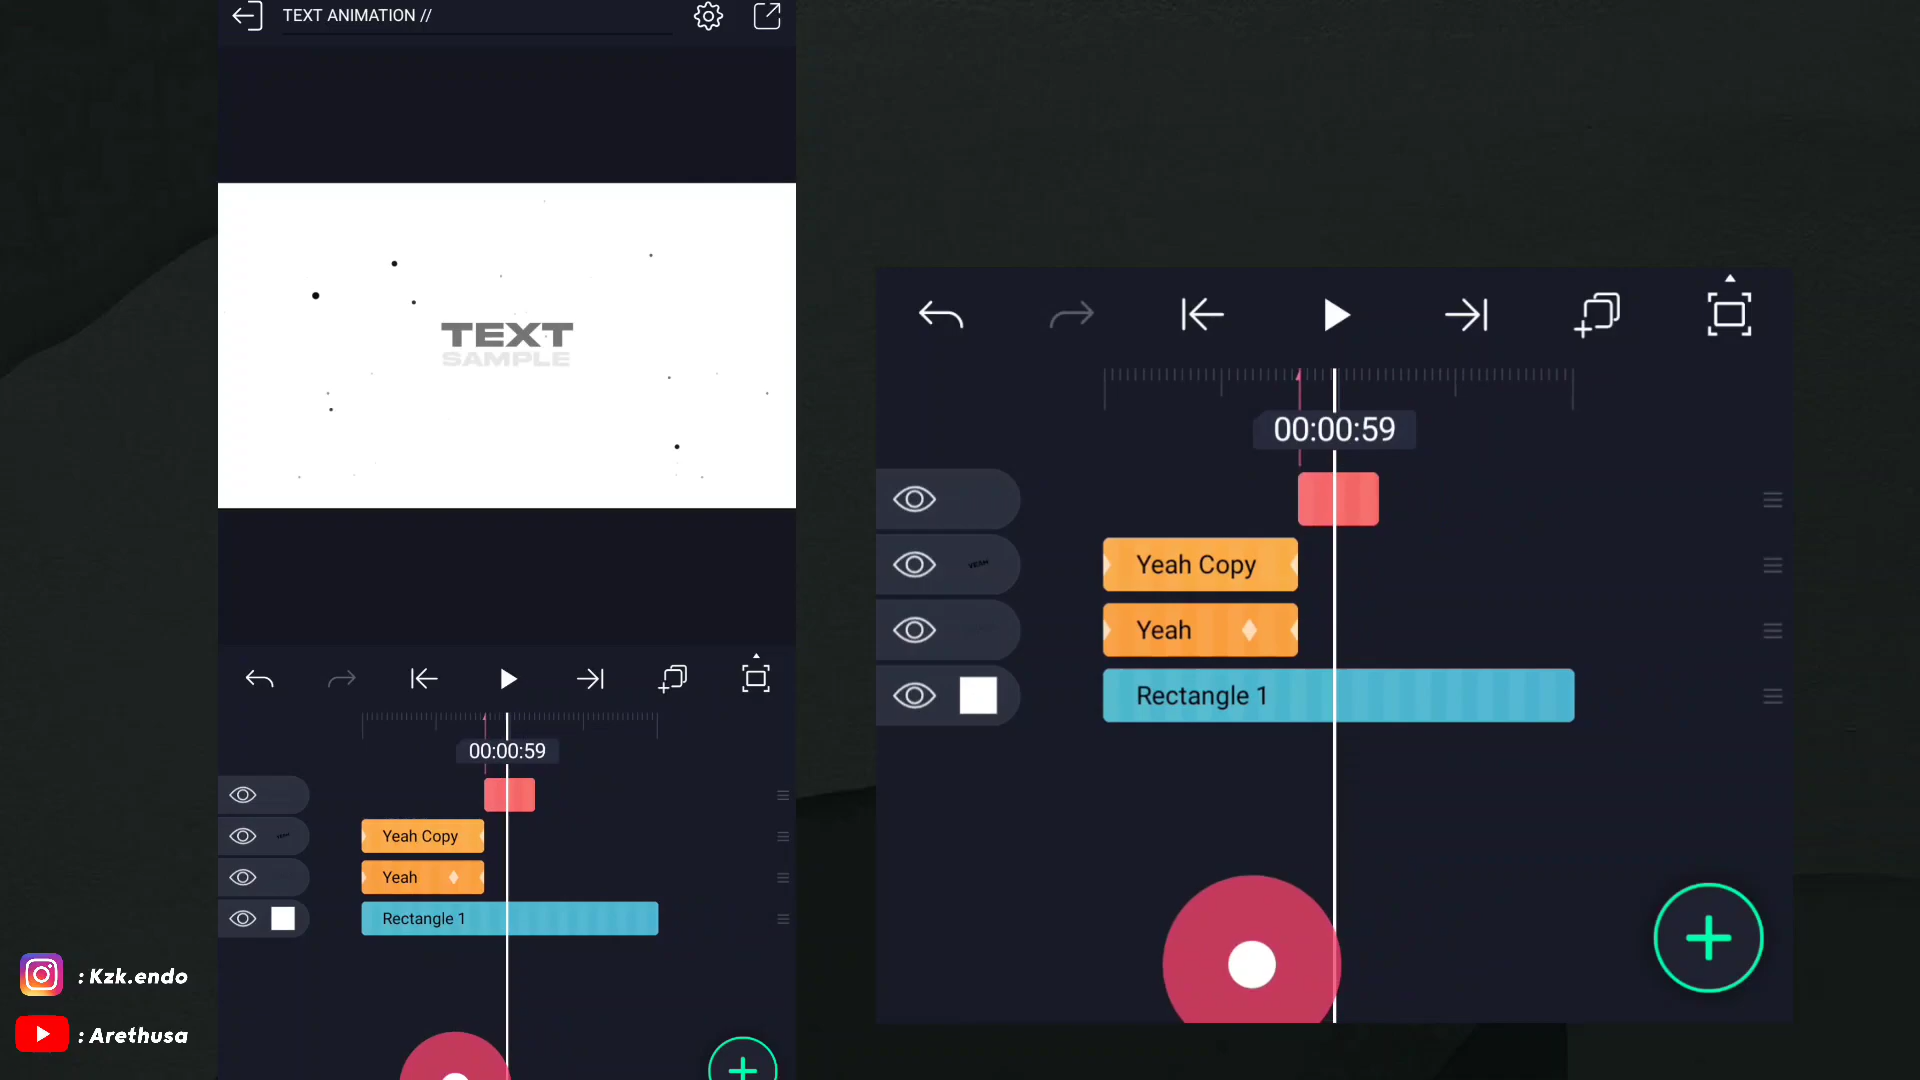 TEXT ANIMATION //
TEXT
SAMPLE
00:00:59
Yeah Copy
Yeah
Rectangle 1
00:00:59
Yeah Copy
Yeah
Rectangle 1
: Kzk.endo
: Arethusa